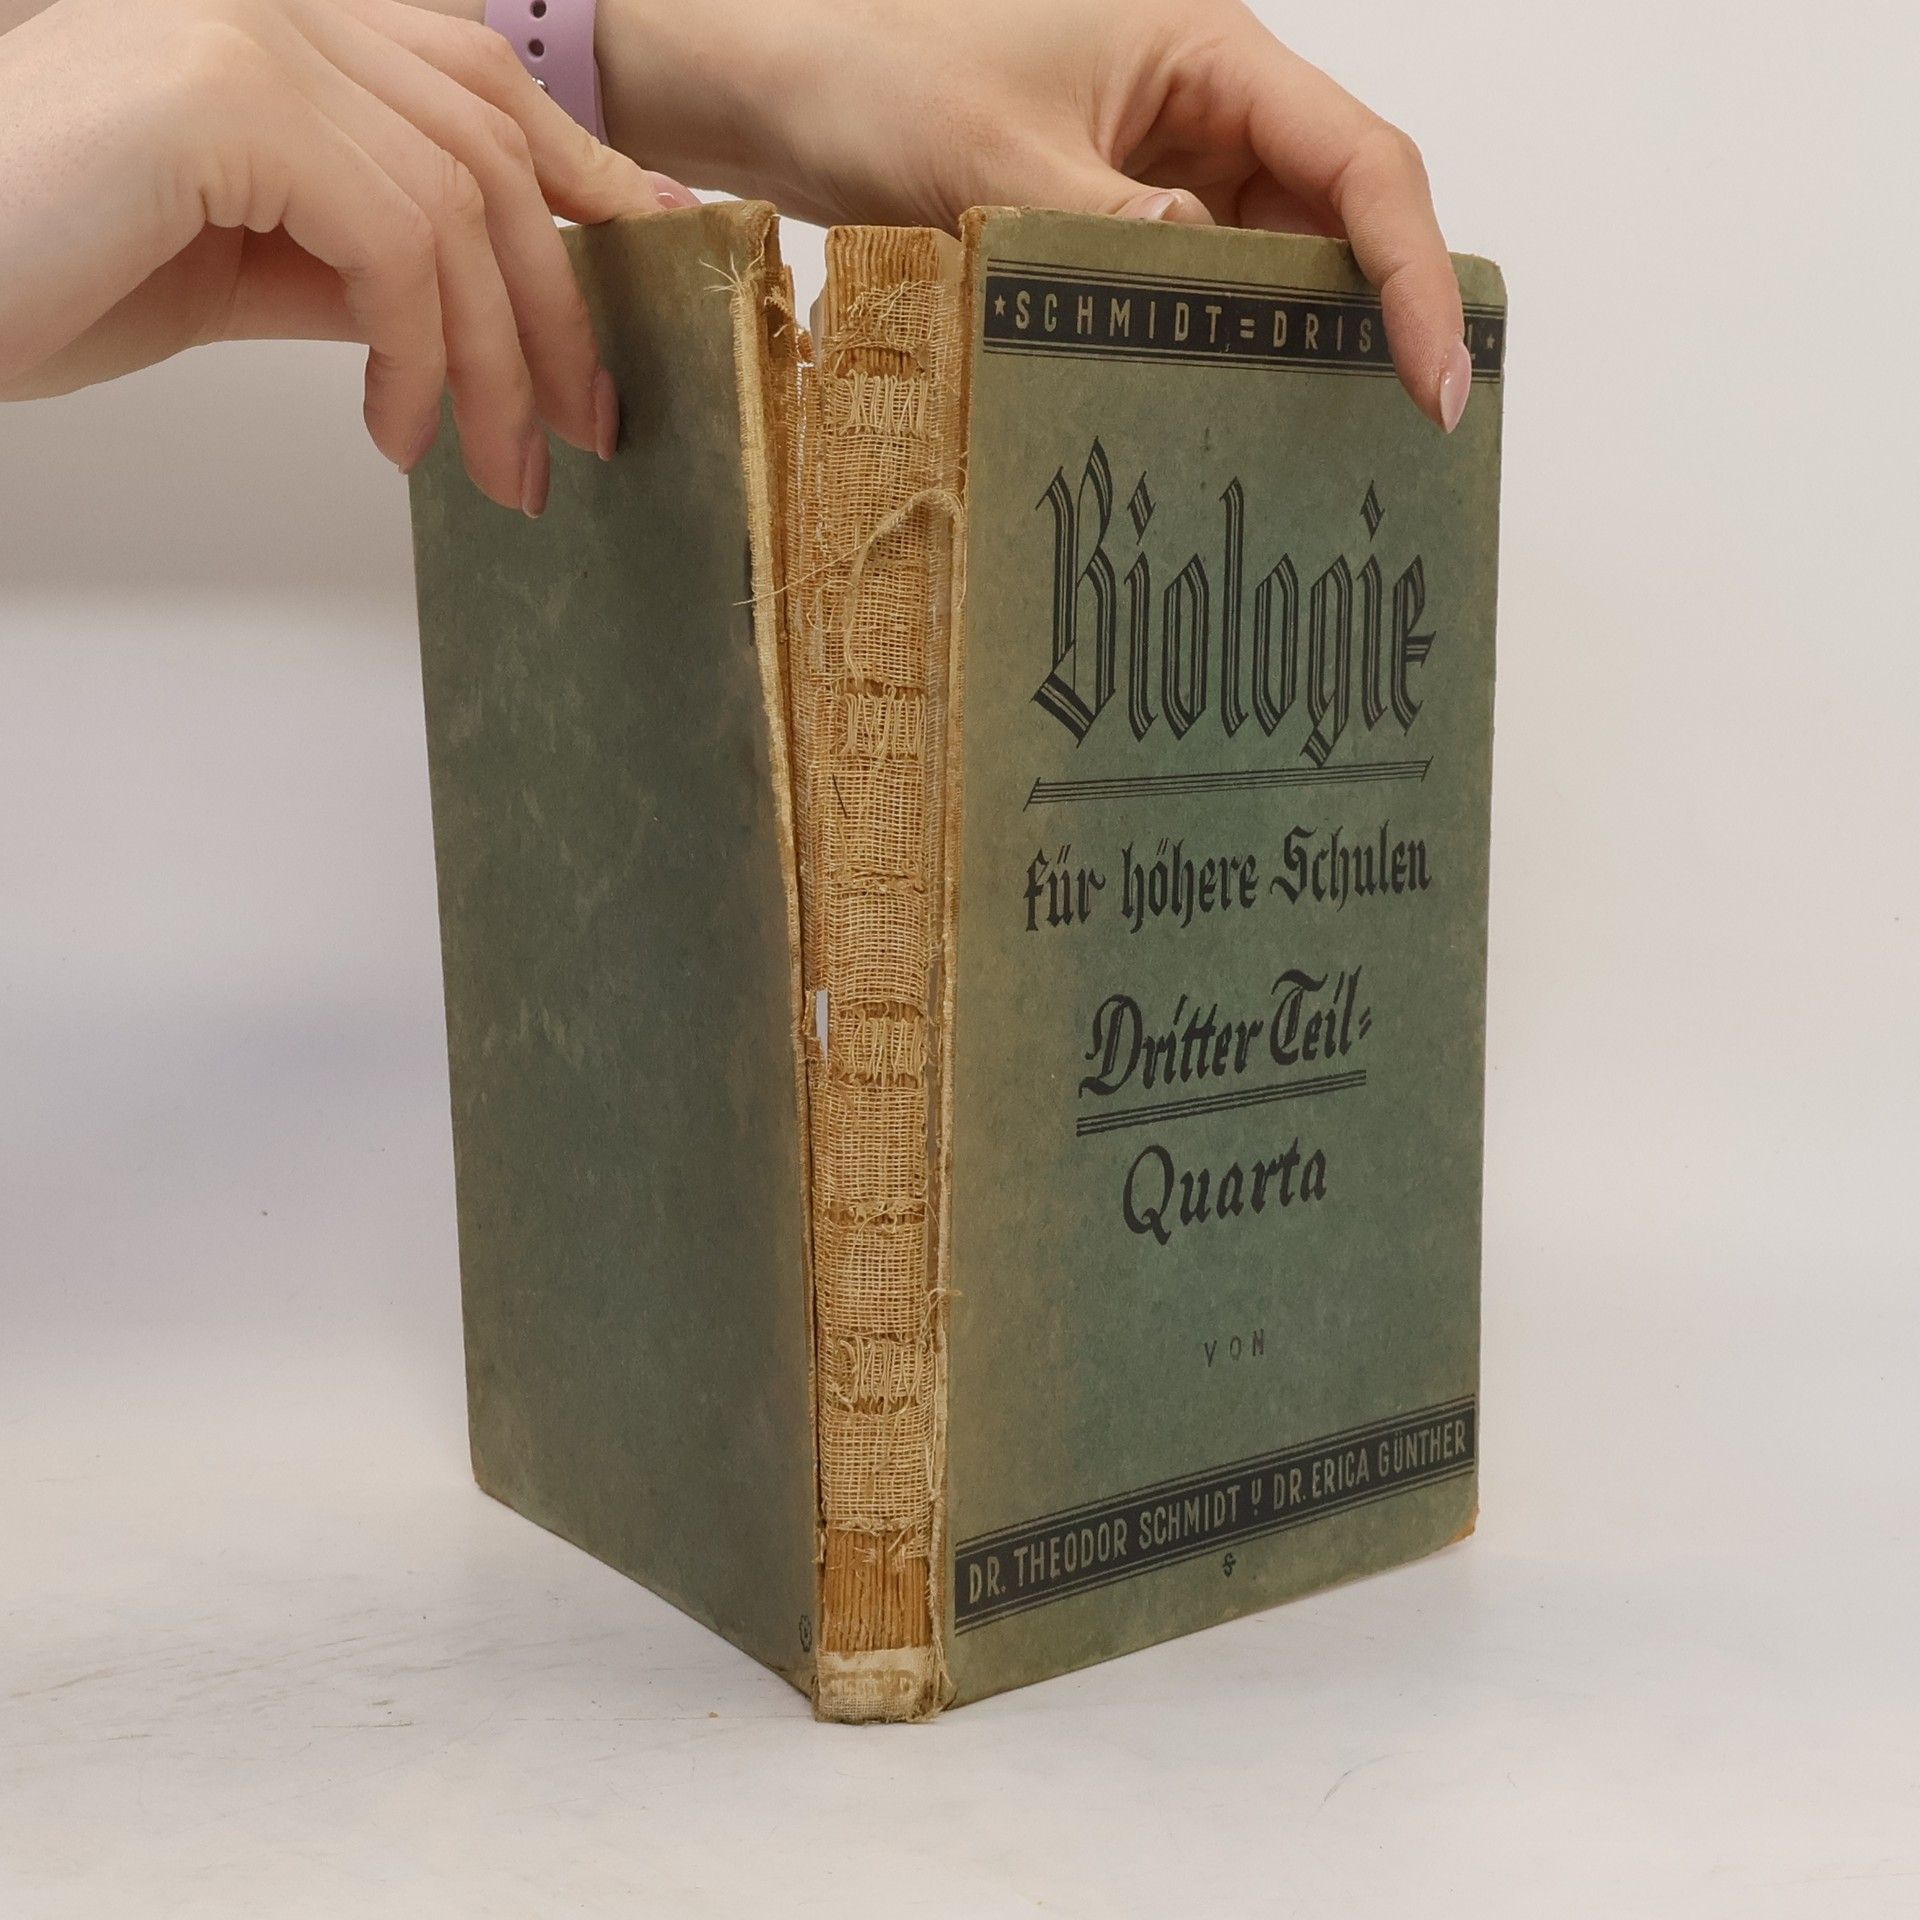 ★SCHMIDT=DRIS L★
Biologie
für höhere Schulen
Dritter Teil=
Quarta
VON
DR. THEODOR SCHMIDT U DR. ERICA GÜNTHER